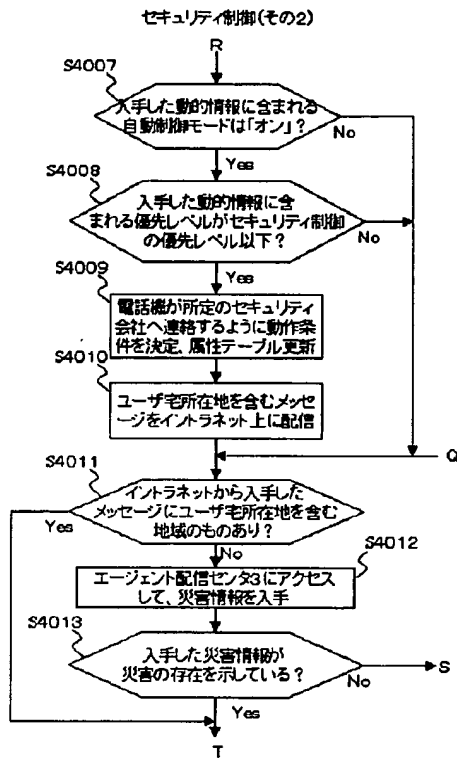 セキュリティ制御(その2)
R
S4007
入手した動的情報に含まれる
自動制御モードは「オン」?
No
Yes
S4008
入手した動的情報に含
まれる優先レベルがセキュリティ制御
の優先レベル以下?
No
Yes
S4009
電話機が所定のセキュリティ
会社へ連絡するように動作条
件を決定、属性テーブル更新
S4010
ユーザ宅所在地を含むメッセ
ージをイントラネット上に配信
Q
S4011
イントラネットから入手した
メッセージにユーザ宅所在地を含む
地域のものあり?
Yes
No
S4012
エージェント配信センタ3にアクセス
して、災害情報を入手
S4013
入手した災害情報が
災害の存在を示している?
No
S
Yes
T